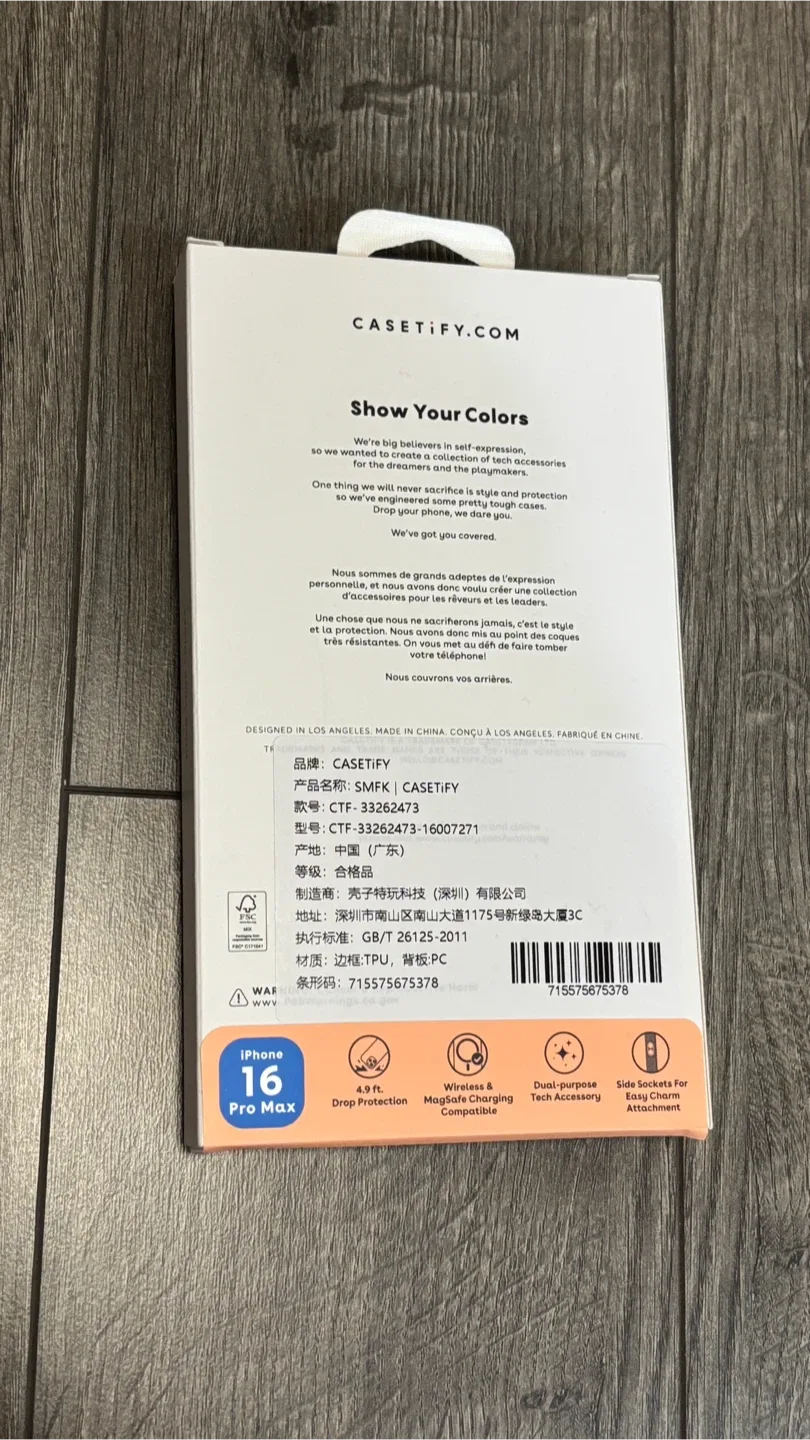 CASETiFY.COM
Show Your Colors
We're big believers in self-expression,
so we wanted to create a collection of tech accessories
for the dreamers and the playmakers.
One thing we will never sacrifice is style and protection
so we've engineered some pretty tough cases.
Drop your phone, we dare you.
We've got you covered.
Nous sommes de grands adeptes de l'expression
personnelle, et nous avons donc voulu créer une collection
d'accessoires pour les rêveurs et les leaders.
Une chose que nous ne sacrifierons jamais, c'est le style
et la protection. Nous avons donc mis au point des coques
très résistantes. On vous met au défi de faire tomber
votre téléphone!
Nous couvrons vos arrières.
DESIGNED IN LOS ANGELES. MADE IN CHINA. CONÇU À LOS ANGELES. FABRIQUÉ EN CHINE.
品牌：CASETiFY
产品名称：SMFK | CASETiFY
款号：CTF- 33262473
型号：CTF-33262473-16007271
产地：中国（广东）
等级：合格品
制造商：壳子特玩科技（深圳）有限公司
地址：深圳市南山区南山大道1175号新绿岛大厦3C
执行标准：GB/T 26125-2011
材质：边框:TPU，背板:PC
条形码：715575675378
715575675378
FSC
MIX
iPhone
16
Pro Max
4.9 ft.
Drop Protection
Wireless &
MagSafe Charging
Compatible
Dual-purpose
Tech Accessory
Side Sockets For
Easy Charm
Attachment